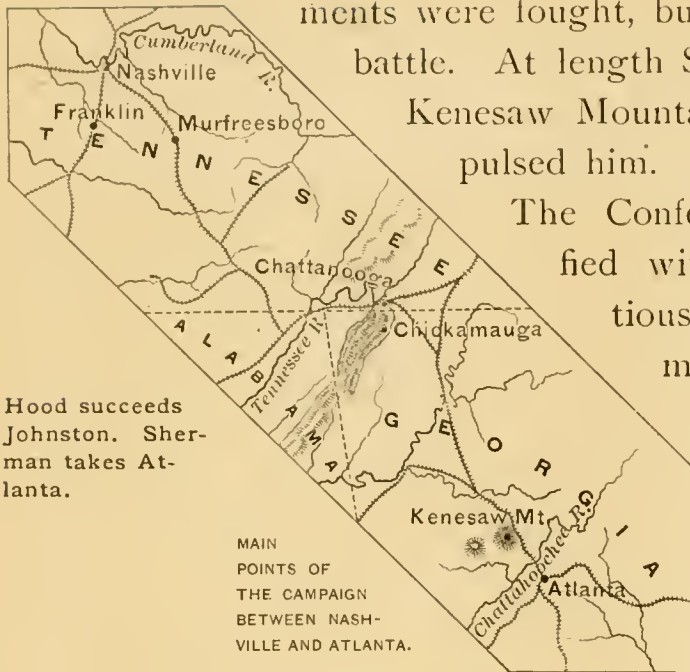 ments were fought, bu
battle. At length S
Kenesaw Mounta
pulsed him.
The Confe
fied wi
tious
m
Cumberland R.
Nashville
Franklin
Murfreesboro
TENNESSEE
Chattanooga
Chickamauga
ALABAMA
Tennessee R.
GEORGIA
Kenesaw Mt.
Chattahoochee R.
Atlanta
Hood succeeds
Johnston. Sher-
man takes At-
lanta.
MAIN
POINTS OF
THE CAMPAIGN
BETWEEN NASH-
VILLE AND ATLANTA.